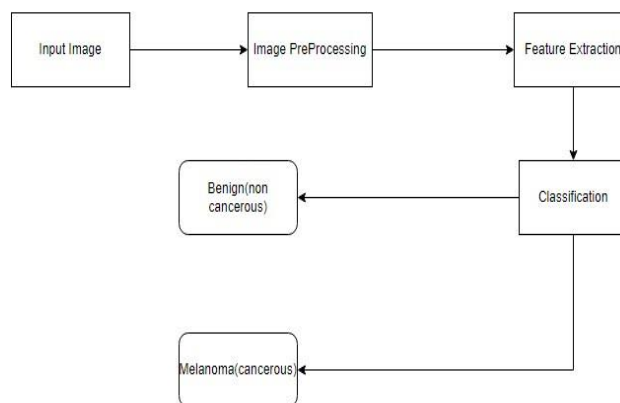 Input Image
Image PreProcessing
Feature Extraction
Benign(non
cancerous)
Classification
Melanoma(cancerous)